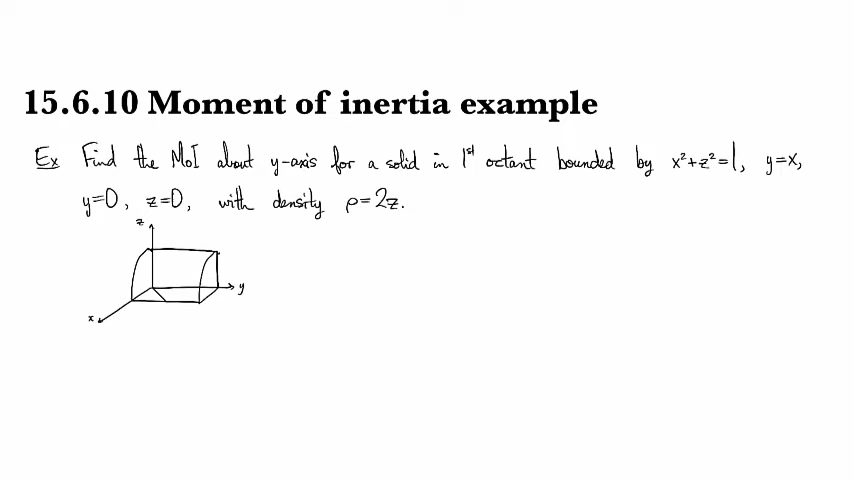 15.6.10 Moment of inertia example
Ex Find the MoI about y-axis for a solid in 1st octant bounded by x²+z²=1, y=x,
y=0, z=0, with density ρ=2z.
z
y
x